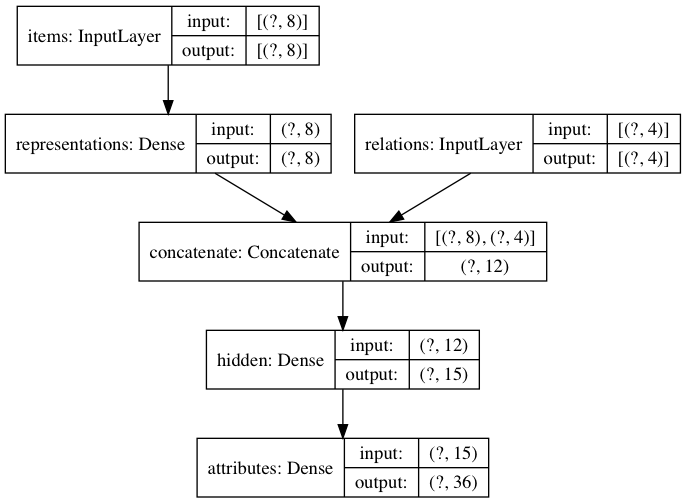 items: InputLayer
input: [(?, 8)]
output: [(?, 8)]
representations: Dense
input: (?, 8)
output: (?, 8)
relations: InputLayer
input: [(?, 4)]
output: [(?, 4)]
concatenate: Concatenate
input: [(?, 8), (?, 4)]
output: (?, 12)
hidden: Dense
input: (?, 12)
output: (?, 15)
attributes: Dense
input: (?, 15)
output: (?, 36)